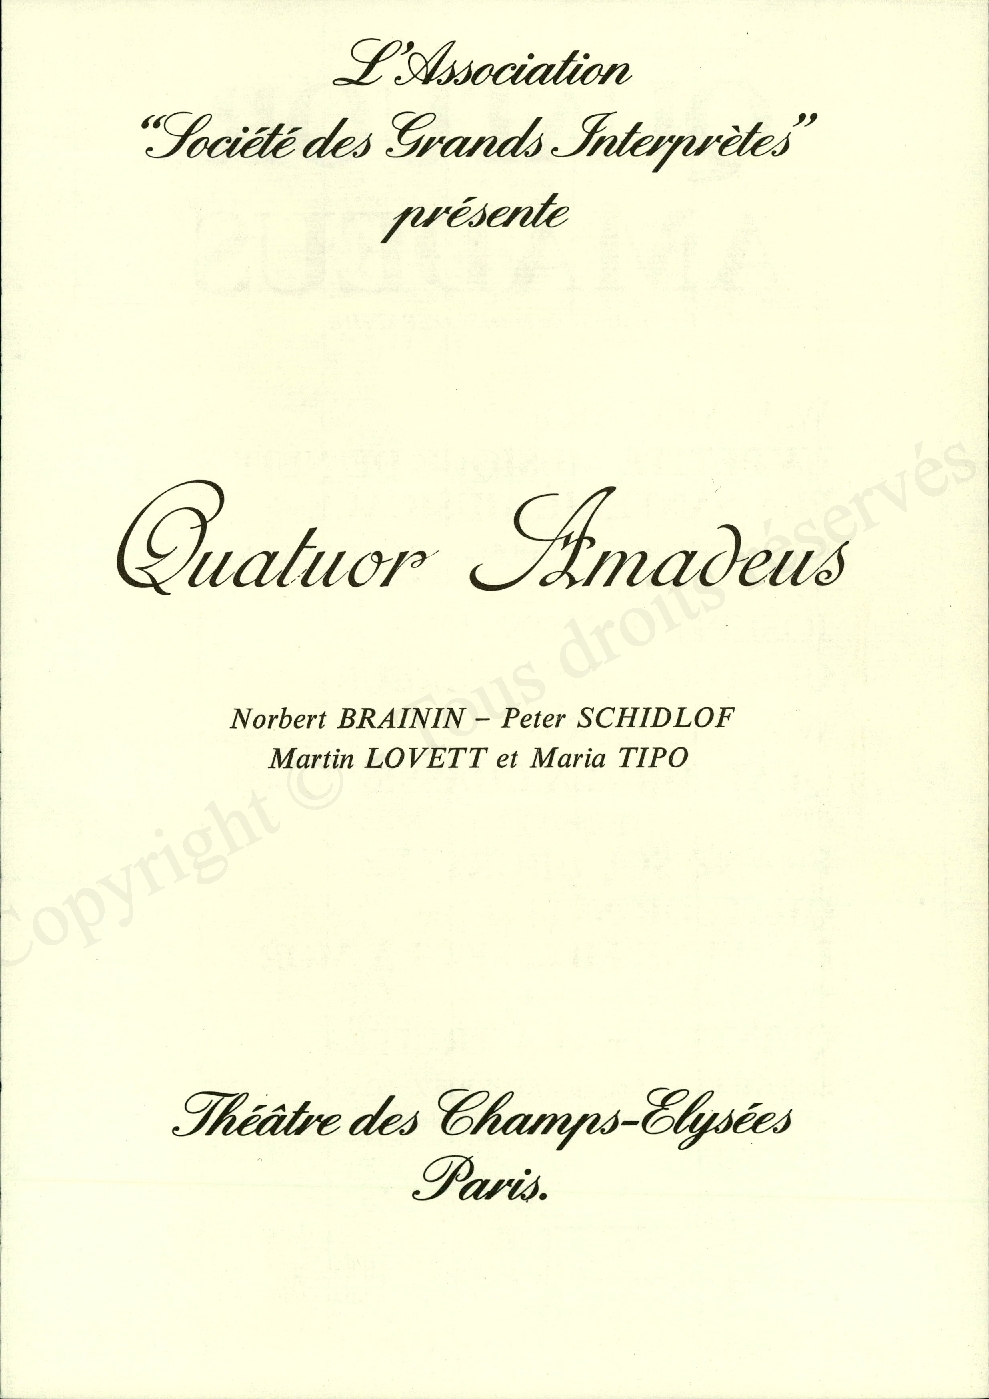 L'Association
"Société des Grands Interprètes"
présente
Quatuor Amadeus
Norbert BRAININ – Peter SCHIDLOF
Martin LOVETT et Maria TIPO
Copyright © Tous droits réservés
Théâtre des Champs-Elysées
Paris.